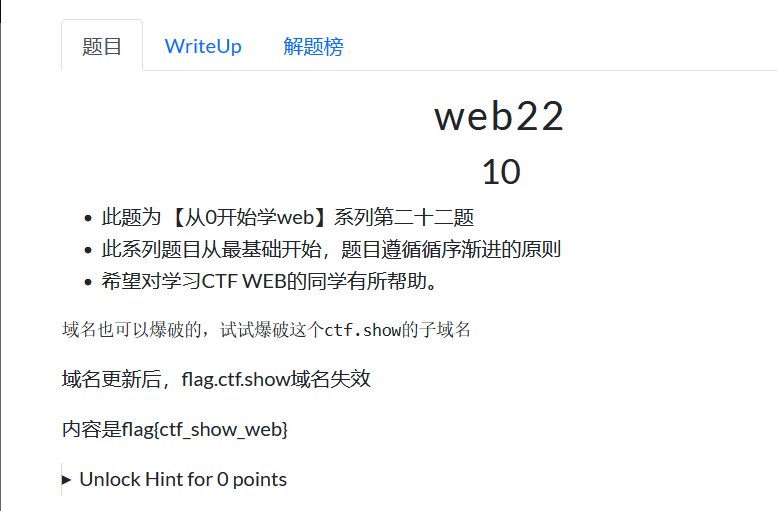 题目 WriteUp 解题榜
web22
10
此题为 【从0开始学web】系列第二十二题
此系列题目从最基础开始，题目遵循循序渐进的原则
希望对学习CTF WEB的同学有所帮助。
域名也可以爆破的，试试爆破这个ctf.show的子域名
域名更新后，flag.ctf.show域名失效
内容是flag{ctf_show_web}
Unlock Hint for 0 points